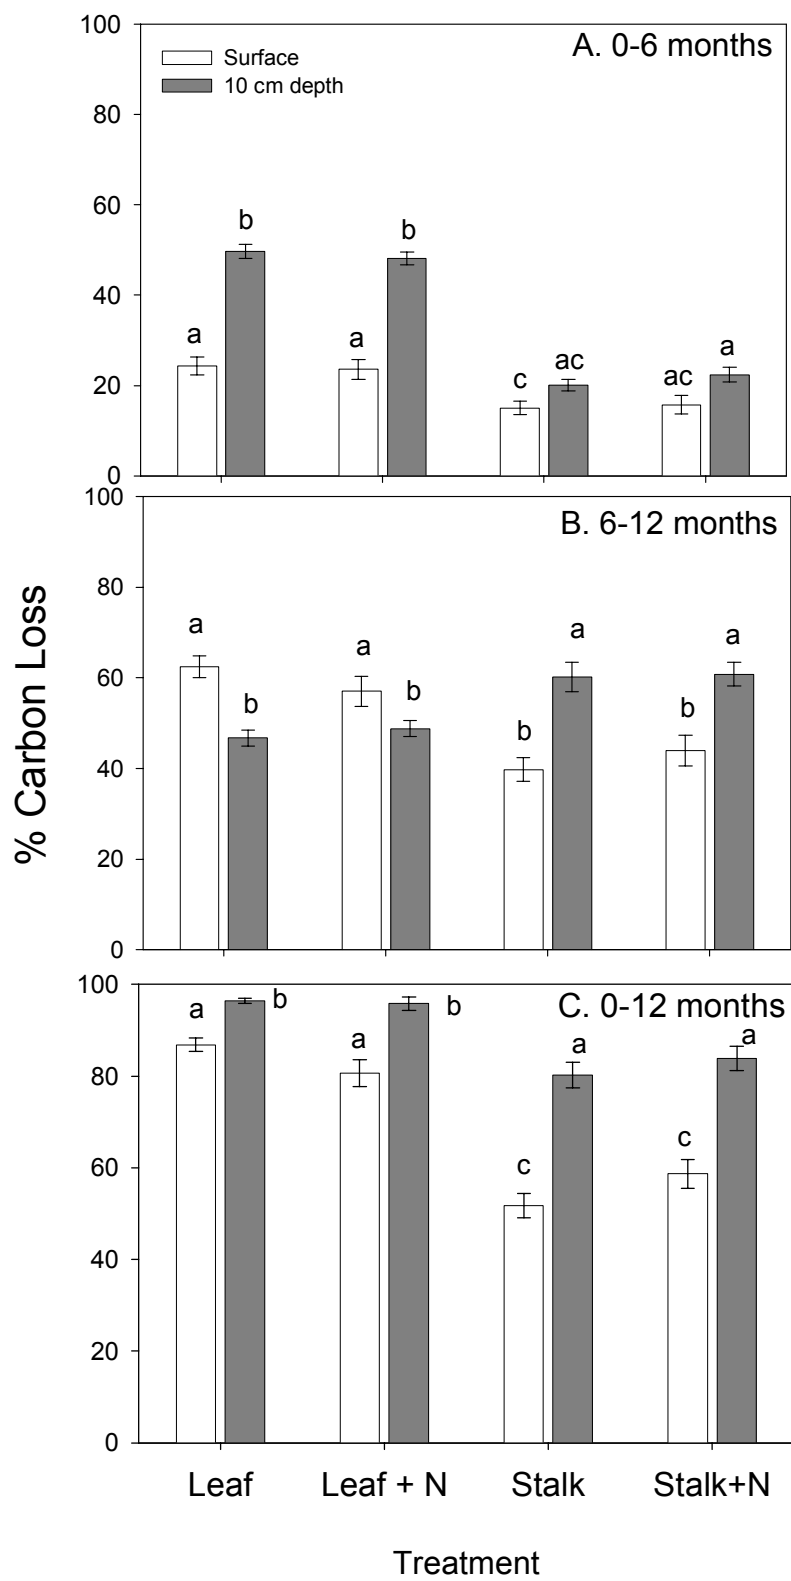 100
A. 0-6 months
Surface
10 cm depth
80
60
b
b
40
a
a
ac
a
20
c
ac
0
100
B. 6-12 months
80
a
a
a
a
60
b
b
b
b
40
20
0
% Carbon Loss
100
C. 0-12 months
a
b
b
a
a
a
80
60
c
c
40
20
0
Leaf
Leaf + N
Stalk
Stalk+N
Treatment